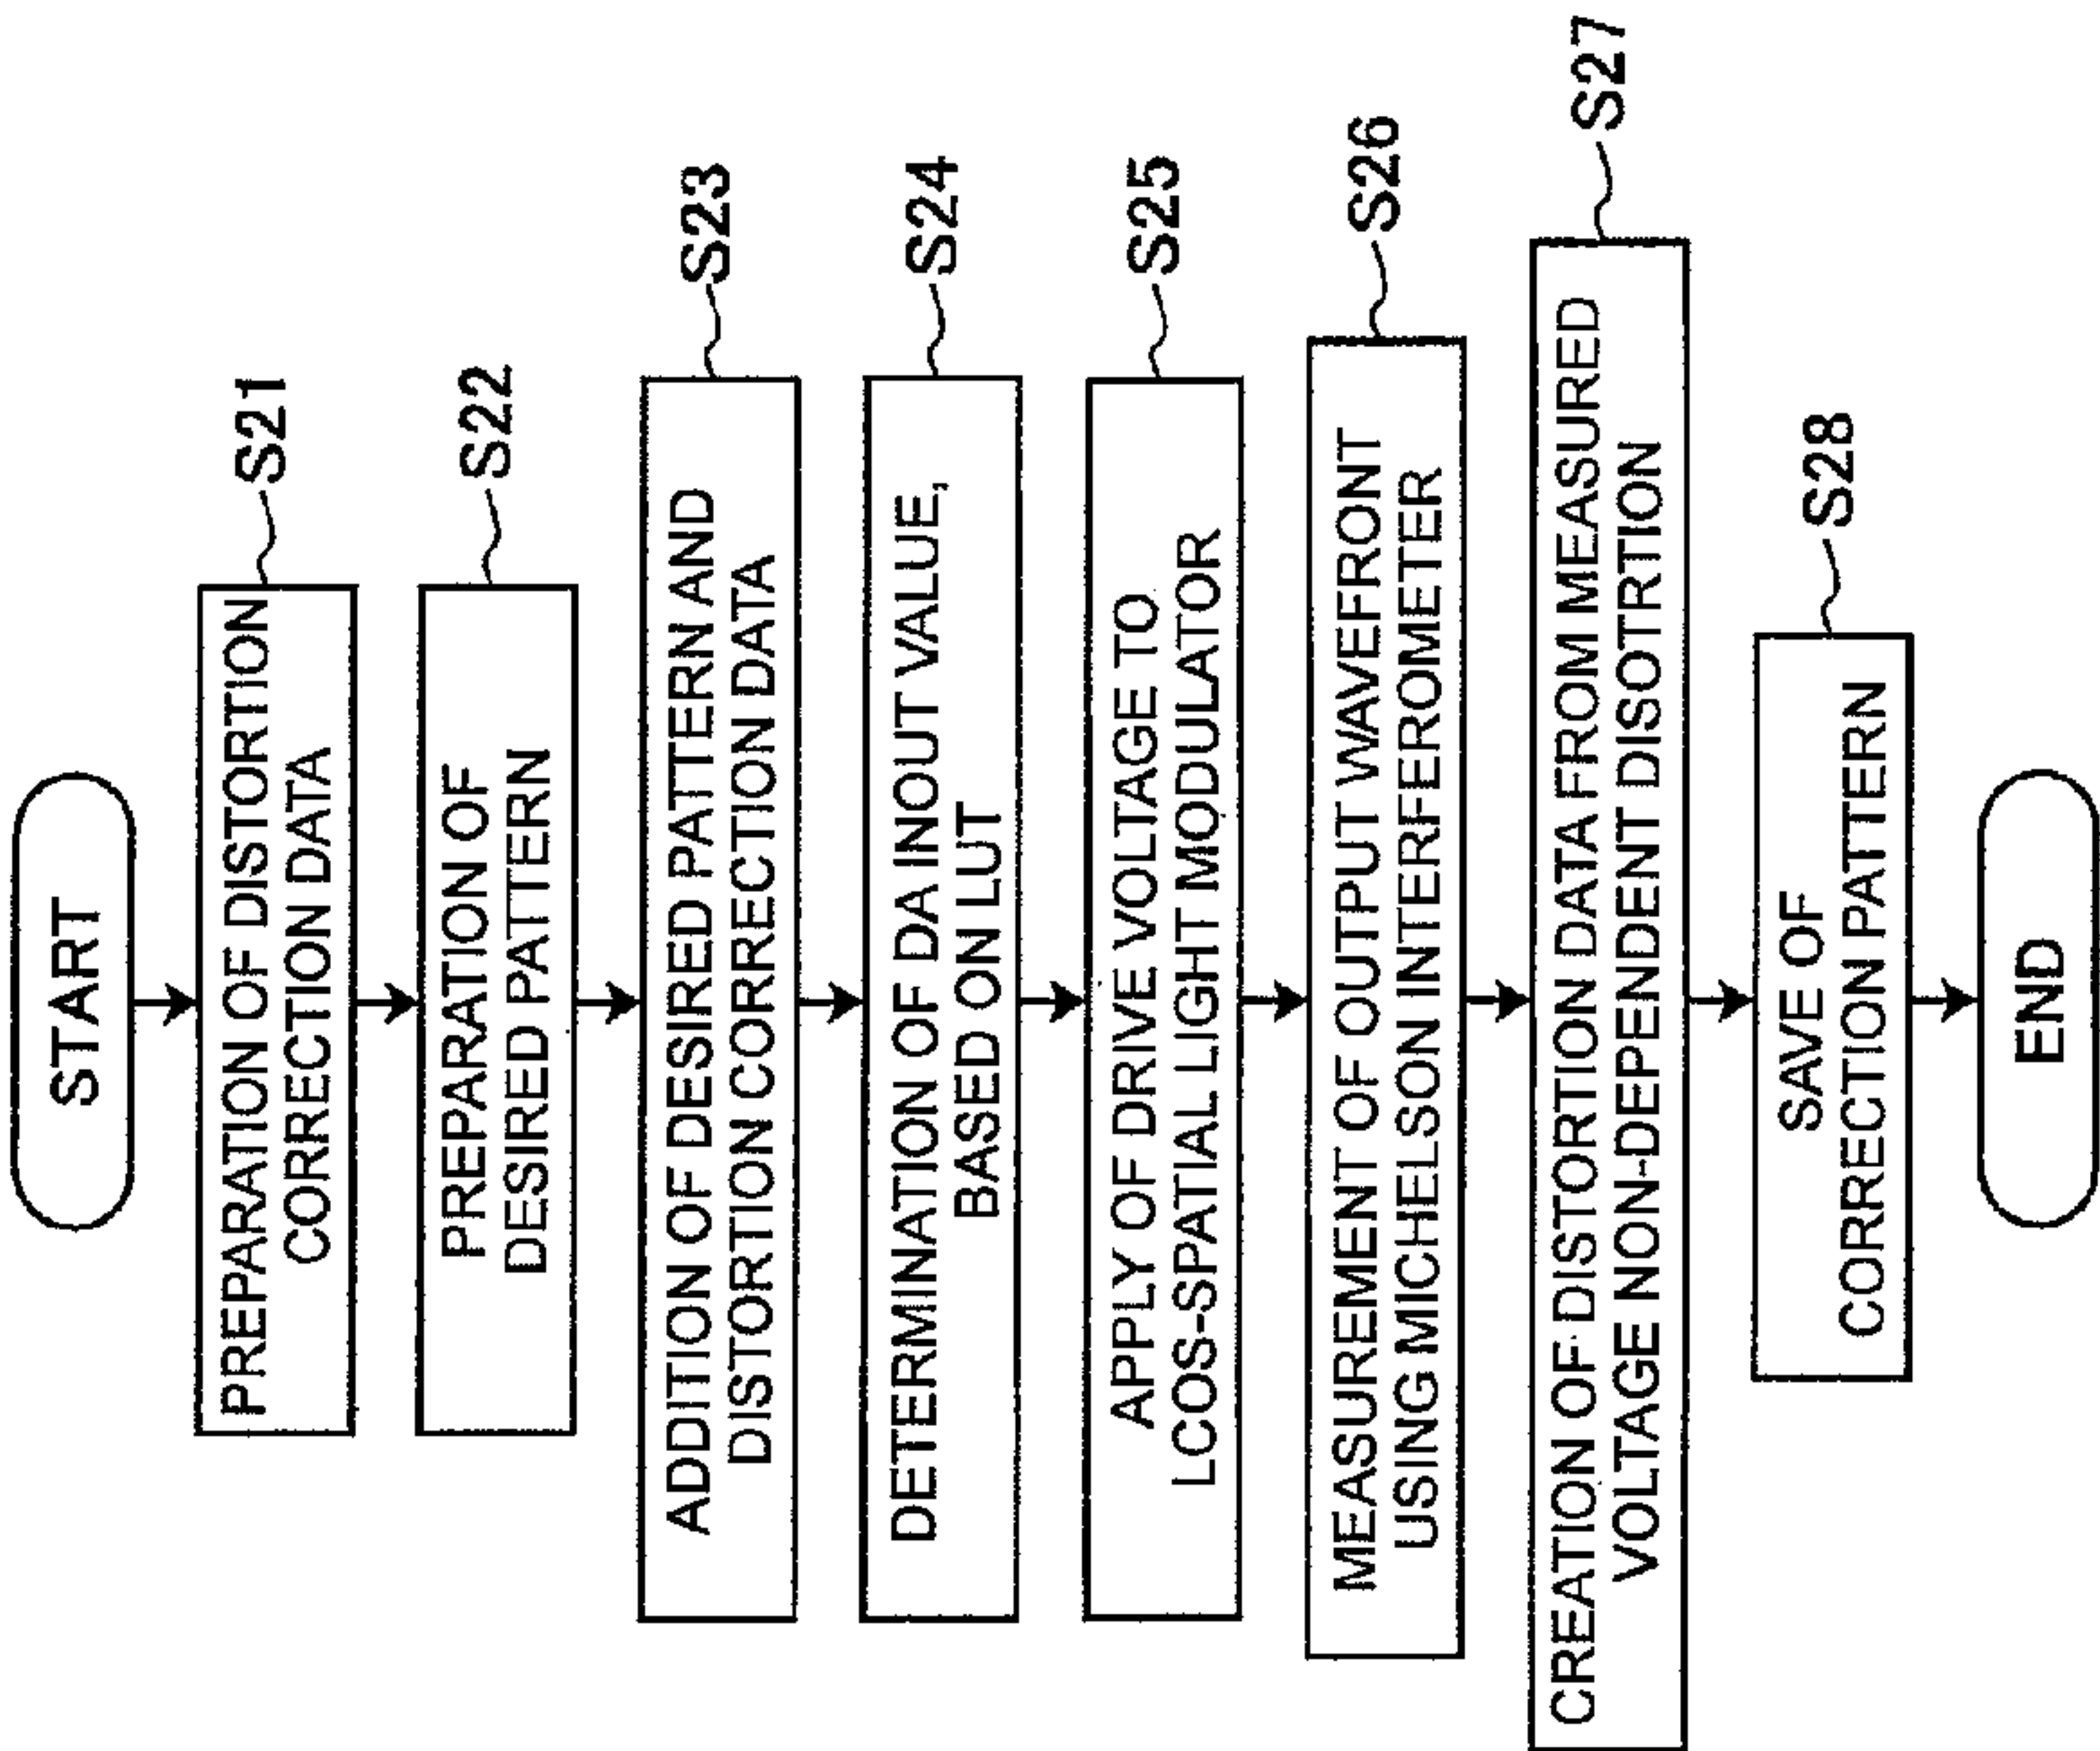 START
PREPARATION OF DISTORTION
CORRECTION DATA
S21
PREPARATION OF
DESIRED PATTERN
S22
ADDITION OF DESIRED PATTERN AND
DISTORTION CORRECTION DATA
S23
DETERMINATION OF DA INOUT VALUE,
BASED ON LUT
S24
APPLY OF DRIVE VOLTAGE TO
LCOS-SPATIAL LIGHT MODULATOR
S25
MEASUREMENT OF OUTPUT WAVEFRONT
USING MICHELSON INTERFEROMETER
S26
CREATION OF DISTORTION DATA FROM MEASURED
VOLTAGE NON-DEPENDENT DISOTRTION
S27
SAVE OF
CORRECTION PATTERN
S28
END